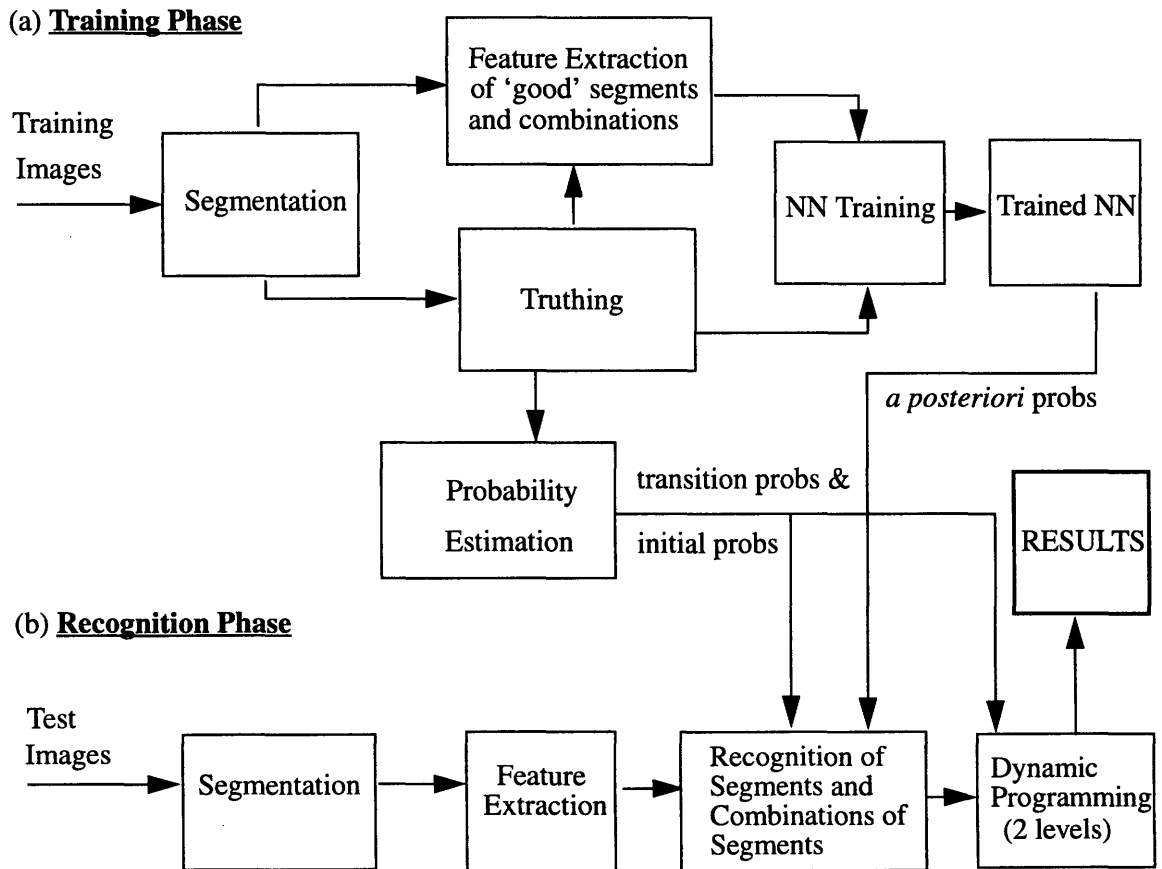 (a) Training Phase
Training
Images
Segmentation
Feature Extraction
of ‘good’ segments
and combinations
Truthing
NN Training
Trained NN
a posteriori probs
Probability
Estimation
transition probs &
initial probs
RESULTS
(b) Recognition Phase
Test
Images
Segmentation
Feature
Extraction
Recognition of
Segments and
Combinations of
Segments
Dynamic
Programming
(2 levels)